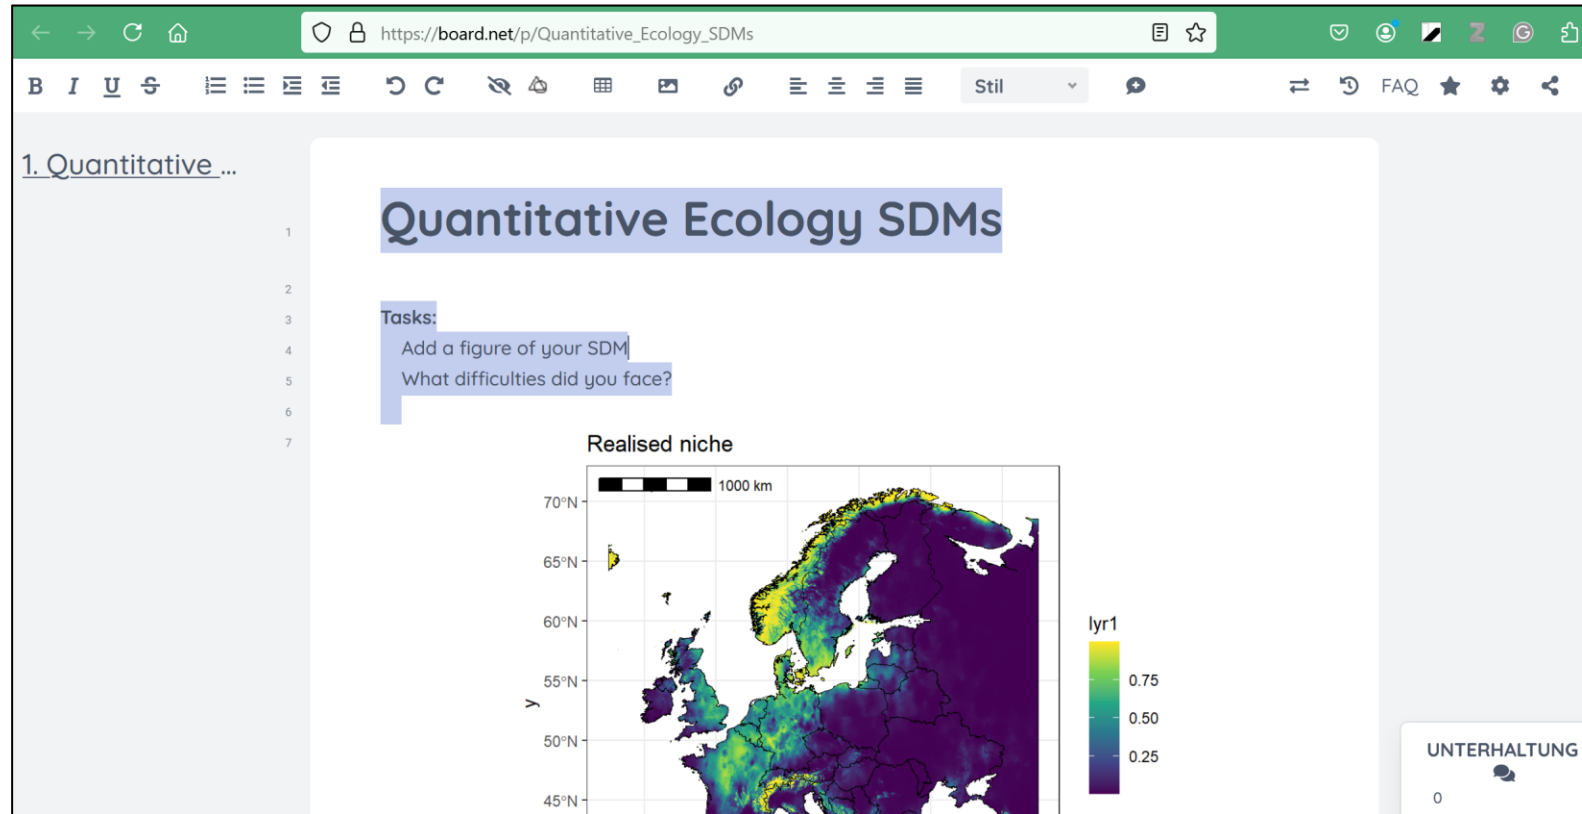 https://board.net/p/Quantitative_Ecology_SDMs
B I U S
Stil
FAQ
1. Quantitative ...
1
Quantitative Ecology SDMs
2
3
Tasks:
4
Add a figure of your SDM
5
What difficulties did you face?
6
7
Realised niche
1000 km
70°N
65°N
60°N
55°N
50°N
45°N
y
lyr1
0.75
0.50
0.25
UNTERHALTUNG
0